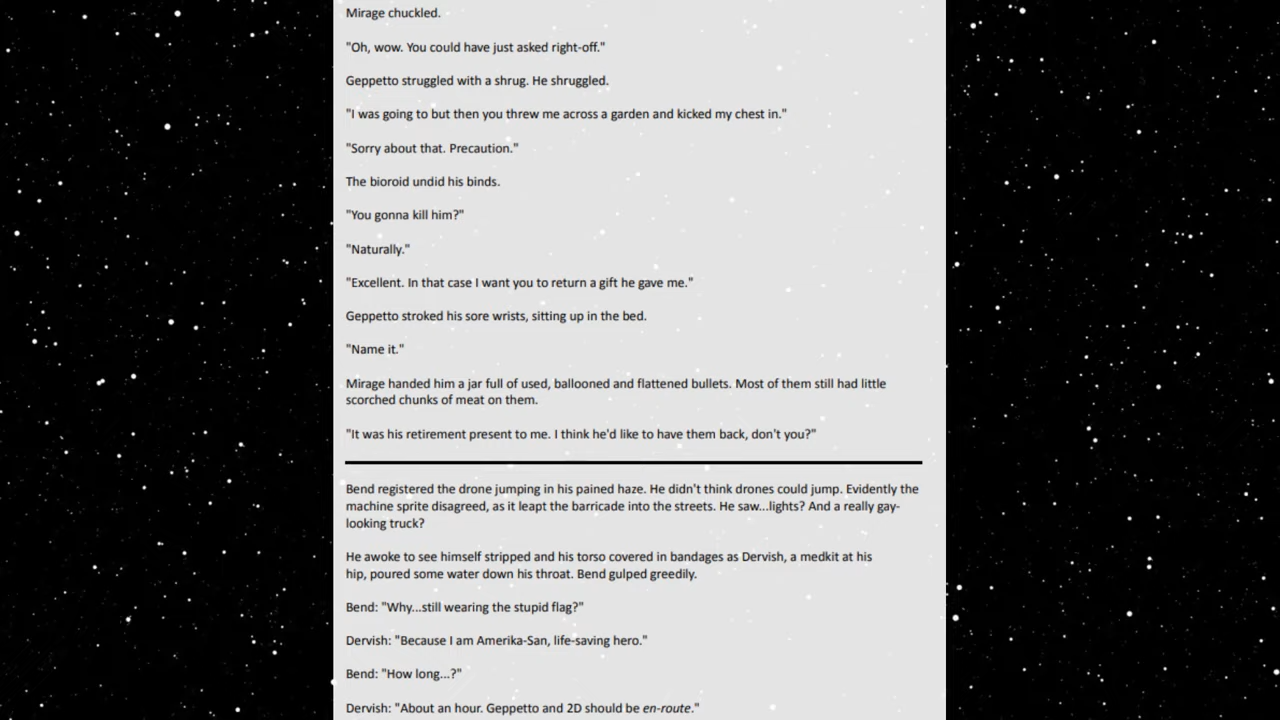 Mirage chuckled.
"Oh, wow. You could have just asked right-off."
Geppetto struggled with a shrug. He shruggled.
"I was going to but then you threw me across a garden and kicked my chest in."
"Sorry about that. Precaution."
The bioroid undid his binds.
"You gonna kill him?"
"Naturally."
"Excellent. In that case I want you to return a gift he gave me."
Geppetto stroked his sore wrists, sitting up in the bed.
"Name it."
Mirage handed him a jar full of used, ballooned and flattened bullets. Most of them still had little
scorched chunks of meat on them.
"It was his retirement present to me. I think he'd like to have them back, don't you?"
Bend registered the drone jumping in his pained haze. He didn't think drones could jump. Evidently the
machine sprite disagreed, as it leapt the barricade into the streets. He saw...lights? And a really gay-
looking truck?
He awoke to see himself stripped and his torso covered in bandages as Dervish, a medkit at his
hip, poured some water down his throat. Bend gulped greedily.
Bend: "Why...still wearing the stupid flag?"
Dervish: "Because I am Amerika-San, life-saving hero."
Bend: "How long...?"
Dervish: "About an hour. Geppetto and 2D should be en-route."